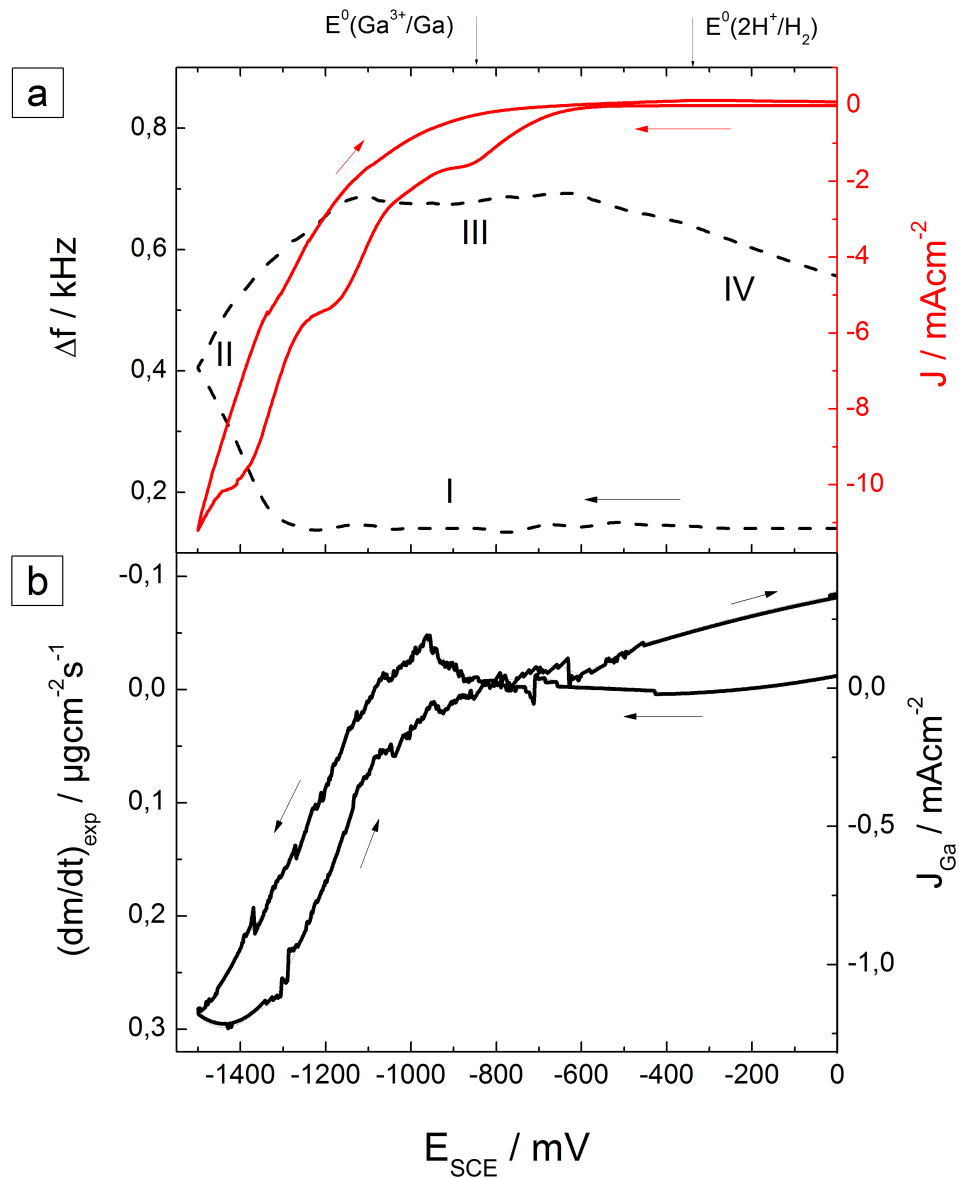 E⁰(Ga³⁺/Ga) E⁰(2H⁺/H₂)
a
0,8
0,6
0,4
0,2
Δf / kHz
0
-2
-4
-6
-8
-10
J / mAcm⁻²
I
II
III
IV
b
-0,1
0,0
0,1
0,2
0,3
(dm/dt)ₑₓₚ / µgcm⁻²s⁻¹
0,0
-0,5
-1,0
J_Ga / mAcm⁻²
-1400 -1200 -1000 -800 -600 -400 -200 0
E_SCE / mV